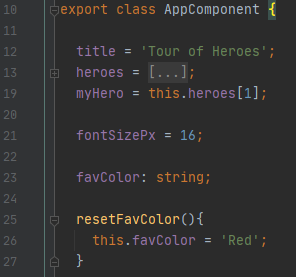 10 export class AppComponent {
11
12 title = 'Tour of Heroes';
13 heroes = [...];
19 myHero = this.heroes[1];
20
21 fontSizePx = 16;
22
23 favColor: string;
24
25 resetFavColor(){
26 this.favColor = 'Red';
27 }